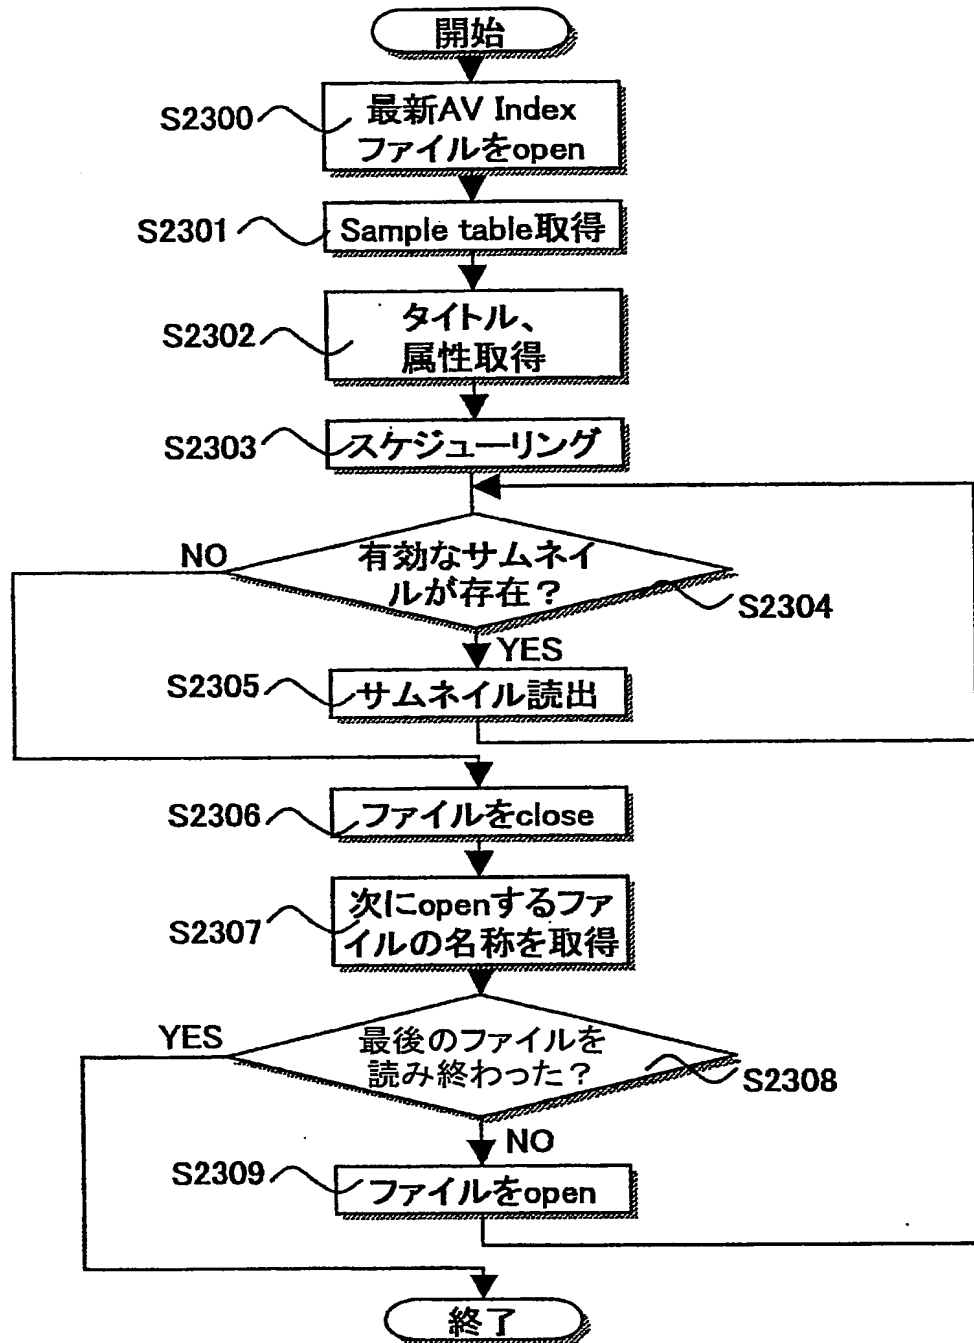 開始
S2300
最新AV Index
ファイルをopen
S2301
Sample table取得
S2302
タイトル、
属性取得
S2303
スケジューリング
NO
有効なサムネイ
ルが存在？
S2304
YES
S2305
サムネイル読出
S2306
ファイルをclose
S2307
次にopenするファ
イルの名称を取得
YES
最後のファイルを
読み終わった？
S2308
NO
S2309
ファイルをopen
終了